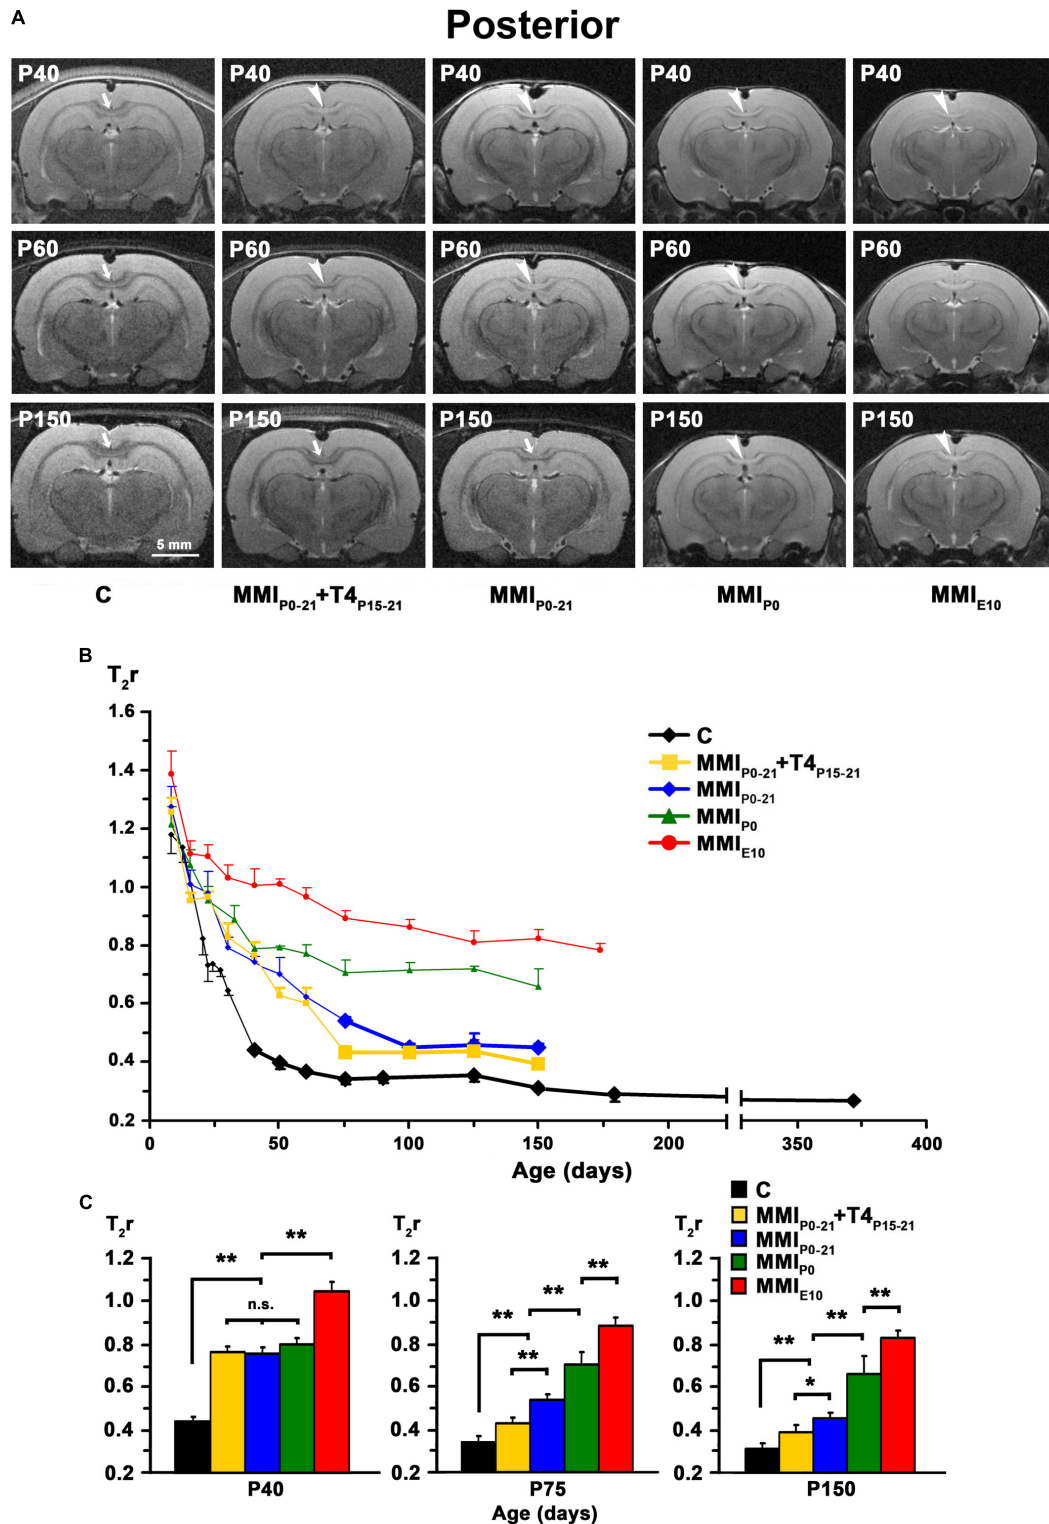 A
Posterior
P40 P40 P40 P40 P40
P60 P60 P60 P60 P60
P150 P150 P150 P150 P150
5 mm
C MMIP0-21+T4P15-21 MMIP0-21 MMIP0 MMIE10
B
T2r
1.6
1.4
1.2
1.0
0.8
0.6
0.4
0.2
C
MMIP0-21+T4P15-21
MMIP0-21
MMIP0
MMIE10
0 50 100 150 200 350 400
Age (days)
C
C
MMIP0-21+T4P15-21
MMIP0-21
MMIP0
MMIE10
T2r
1.2
1.0
0.8
0.6
0.4
0.2
** **
n.s.
P40
T2r
1.2
1.0
0.8
0.6
0.4
0.2
** ** **
**
P75
T2r
1.2
1.0
0.8
0.6
0.4
0.2
** ** **
*
P150
Age (days)